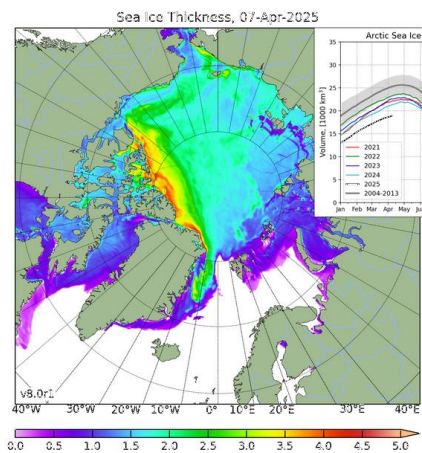 Sea Ice Thickness, 07-Apr-2025
Arctic Sea Ice
35
30
25
20
15
10
5
0
Volume, [1000 km³]
2021
2022
2023
2024
2025
2004-2013
Jan Feb Mar Apr May Ju
v8.0r1
40°W 30°W 20°W 10°W 0°E 10°E 20°E 30°E 40°E
0.0 0.5 1.0 1.5 2.0 2.5 3.0 3.5 4.0 4.5 5.0